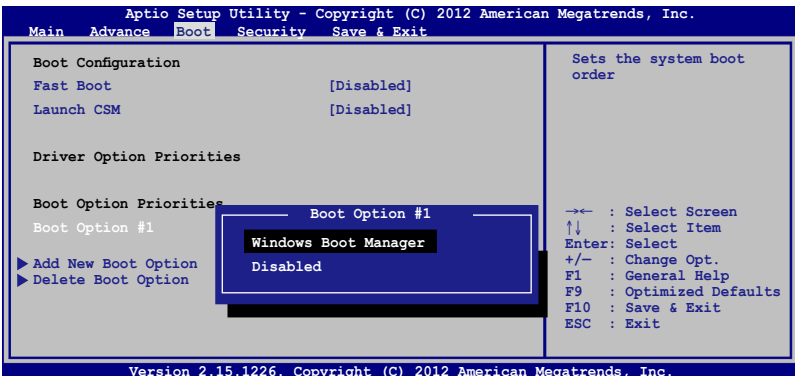 Aptio Setup Utility - Copyright (C) 2012 American Megatrends, Inc.
Main Advance Boot Security Save & Exit
Boot Configuration
Fast Boot [Disabled]
Launch CSM [Disabled]
Driver Option Priorities
Boot Option Priorities
Boot Option #1
Add New Boot Option
Delete Boot Option
Boot Option #1
Windows Boot Manager
Disabled
Sets the system boot
order
→← : Select Screen
↑↓ : Select Item
Enter: Select
+/— : Change Opt.
F1 : General Help
F9 : Optimized Defaults
F10 : Save & Exit
ESC : Exit
Version 2.15.1226. Copyright (C) 2012 American Megatrends, Inc.